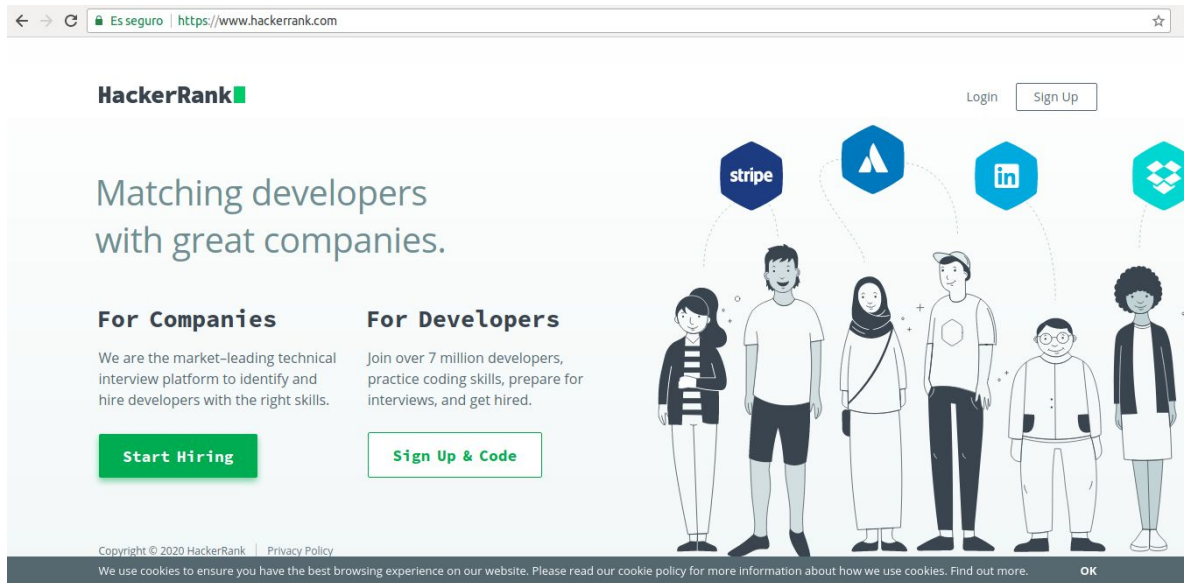 Es seguro | https://www.hackerrank.com
HackerRank
Login Sign Up
stripe
in
Matching developers
with great companies.
For Companies
We are the market–leading technical
interview platform to identify and
hire developers with the right skills.
Start Hiring
For Developers
Join over 7 million developers,
practice coding skills, prepare for
interviews, and get hired.
Sign Up & Code
Copyright © 2020 HackerRank | Privacy Policy
We use cookies to ensure you have the best browsing experience on our website. Please read our cookie policy for more information about how we use cookies. Find out more. OK